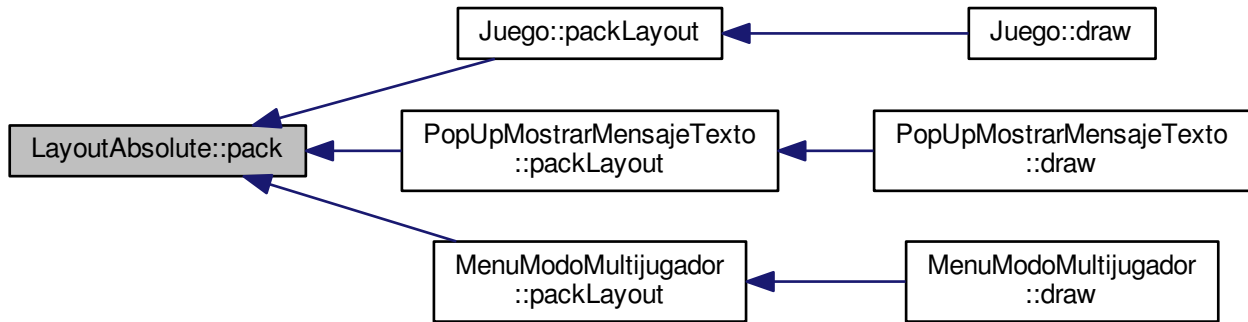 Juego::packLayout
Juego::draw
LayoutAbsolute::pack
PopUpMostrarMensajeTexto
::packLayout
PopUpMostrarMensajeTexto
::draw
MenuModoMultijugador
::packLayout
MenuModoMultijugador
::draw